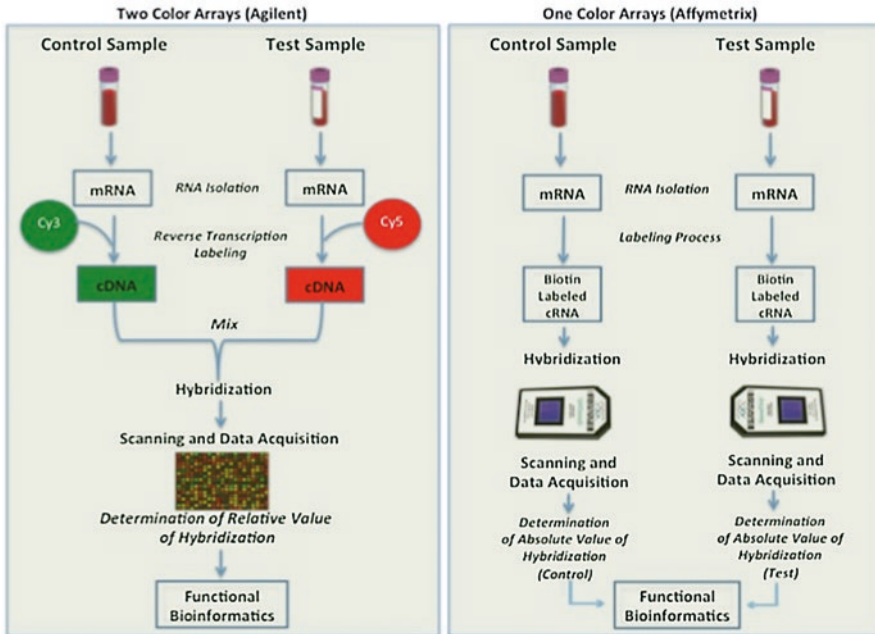 Two Color Arrays (Agilent)
Control Sample
Test Sample
mRNA
RNA Isolation
mRNA
Cy3
Cy5
Reverse Transcription
Labeling
cDNA
cDNA
Mix
Hybridization
Scanning and Data Acquisition
Determination of Relative Value
of Hybridization
Functional
Bioinformatics
One Color Arrays (Affymetrix)
Control Sample
Test Sample
mRNA
RNA Isolation
mRNA
Labeling Process
Biotin
Labeled
cRNA
Biotin
Labeled
cRNA
Hybridization
Hybridization
Scanning and
Data Acquisition
Scanning and
Data Acquisition
Determination
of Absolute Value of
Hybridization
(Control)
Determination
of Absolute Value of
Hybridization
(Test)
Functional
Bioinformatics